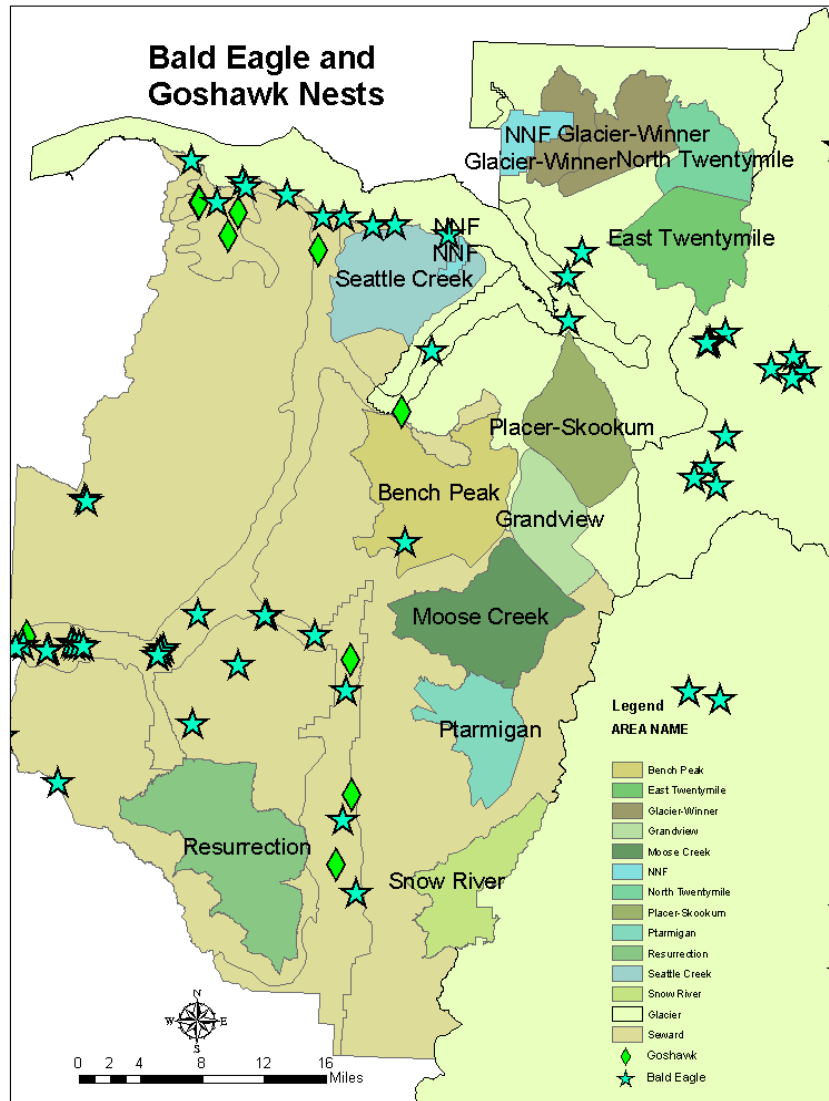 Bald Eagle and
Goshawk Nests
NNF
Glacier-Winner
Glacier-Winner
North Twentymile
East Twentymile
NNF
NNF
Seattle Creek
Placer-Skookum
Bench Peak
Grandview
Moose Creek
Ptarmigan
Resurrection
Snow River
Legend
AREA NAME
Bench Peak
East Twentymile
Glacier-Winner
Grandview
Moose Creek
NNF
North Twentymile
Placer-Skookum
Ptarmigan
Resurrection
Seattle Creek
Snow River
Glacier
Seward
Goshawk
Bald Eagle
N
W E
S
0 2 4 8 12 16
Miles